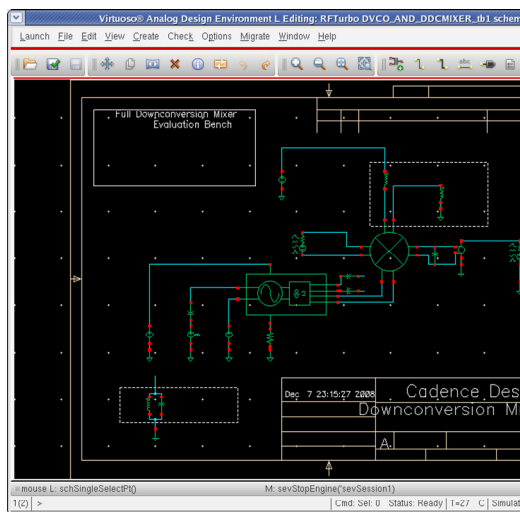 Virtuoso® Analog Design Environment L Editing: RFTurbo DVCO_AND_DDCMIXER_tb1 schem
Launch File Edit View Create Check Options Migrate Window Help
abc
Full Downconversion Mixer
Evaluation Bench
Dec 7 23:15:27 2008
Cadence Des
Downconversion Mi
A
mouse L: schSingleSelectPt()
M: sevStopEngine('sevSession1)
1(2) >
Cmd: Sel: 0 Status: Ready T=27 C Simulat